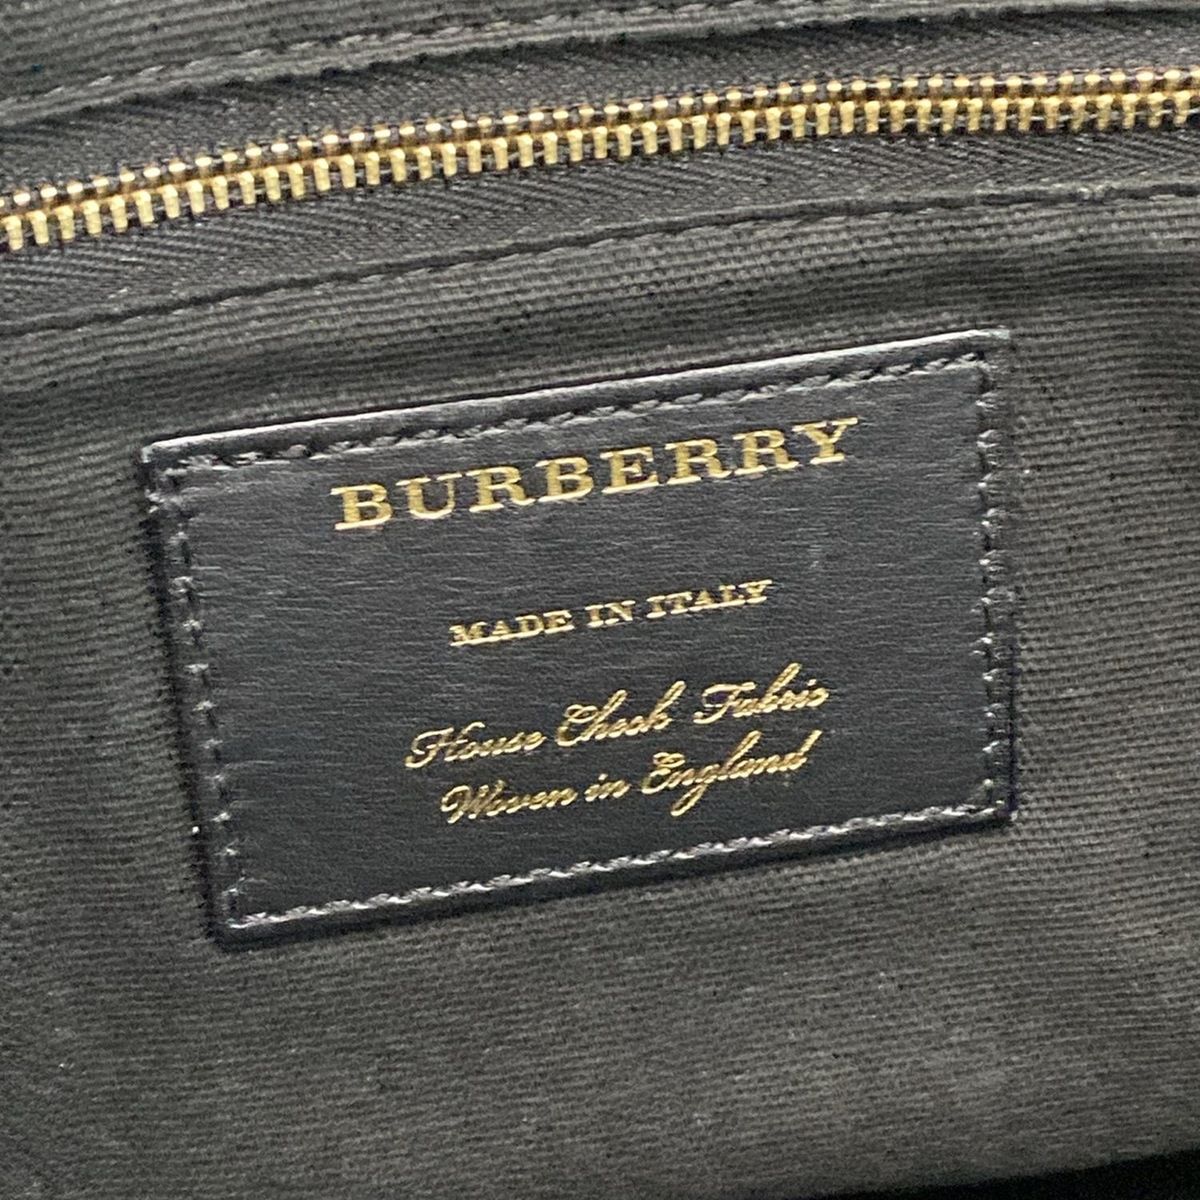 BURBERRY
MADE IN ITALY
House Check Fabric
Woven in England